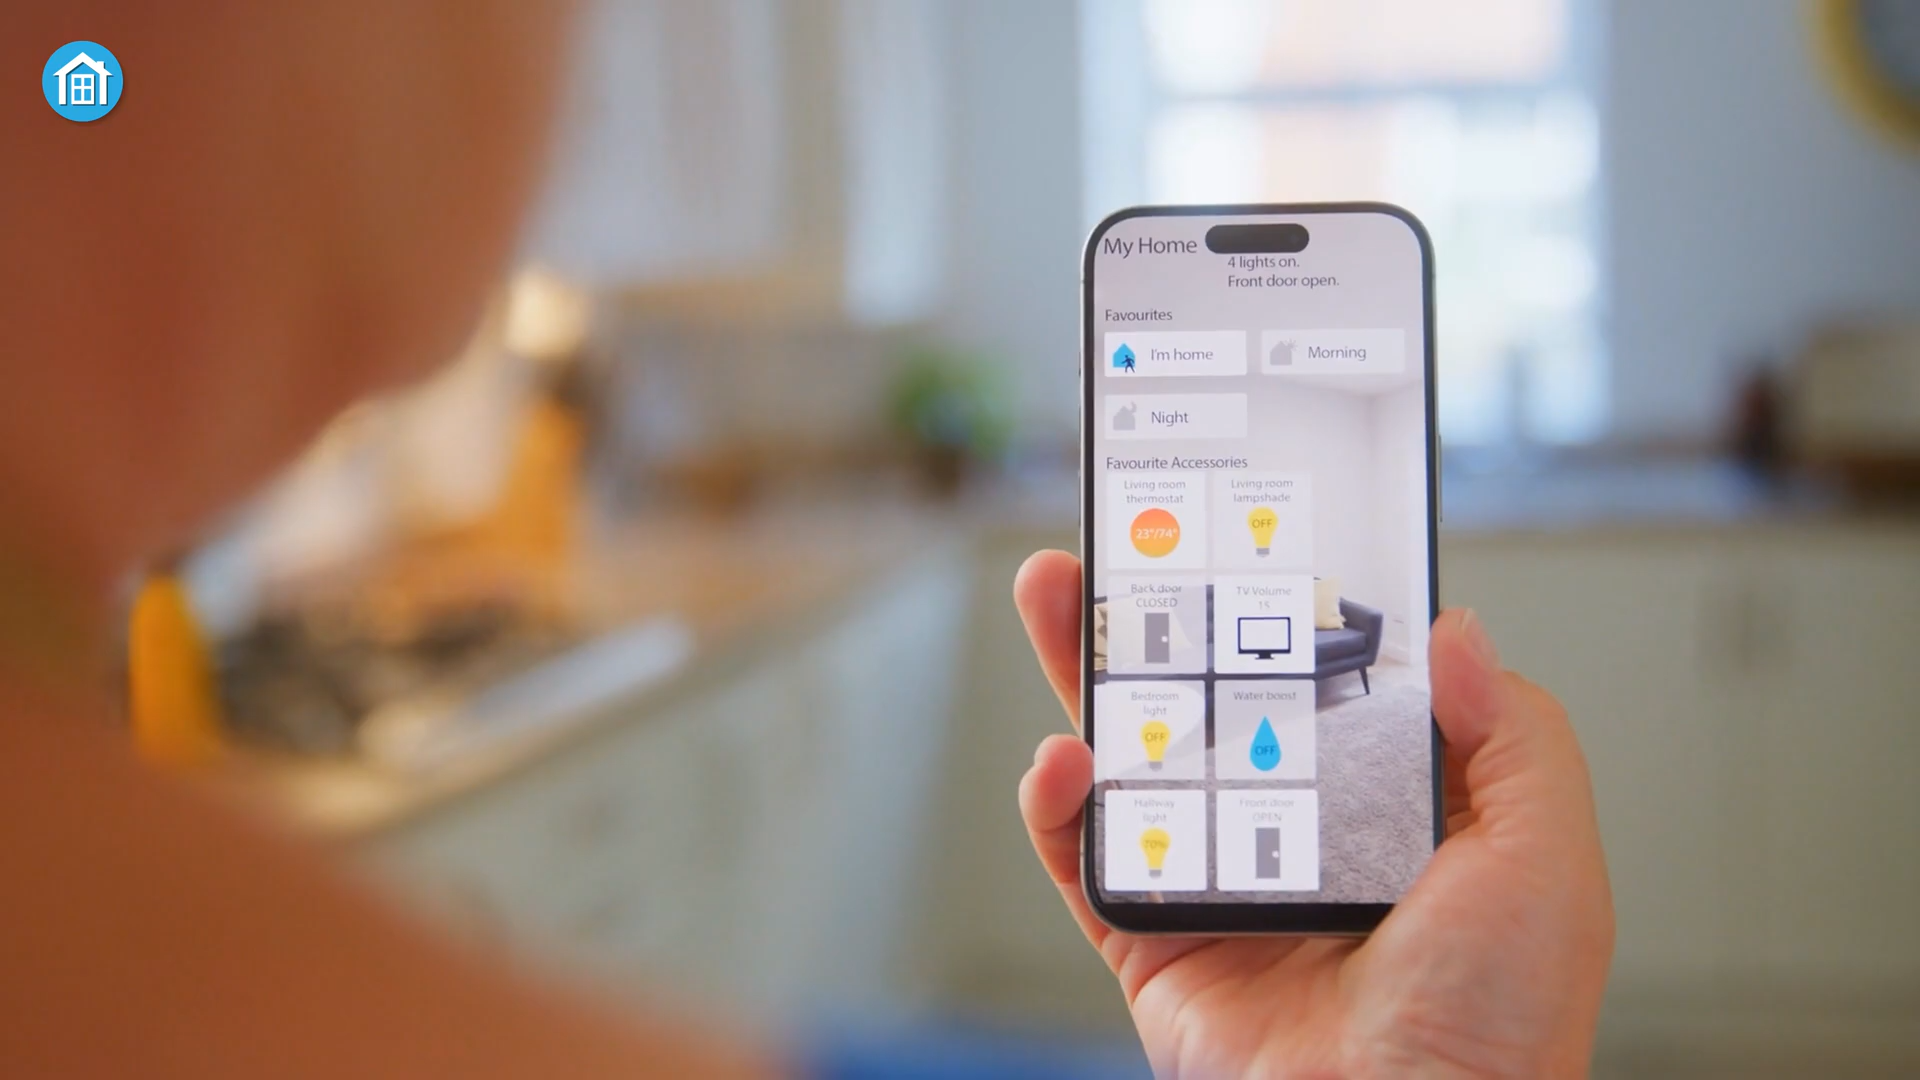 My Home
4 lights on.
Front door open.
Favourites
I'm home
Morning
Night
Favourite Accessories
Living room
thermostat
23°/74°
Living room
lampshade
OFF
Back door
CLOSED
TV Volume
15
Bedroom
light
OFF
Water boost
OFF
Hallway
light
70%
Front door
OPEN